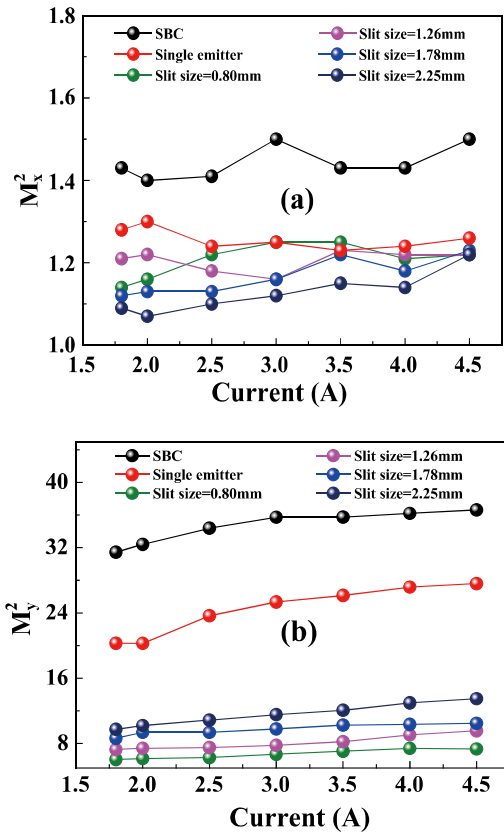 SBC
Single emitter
Slit size=0.80mm
Slit size=1.26mm
Slit size=1.78mm
Slit size=2.25mm
1.8
1.6
1.4
1.2
1.0
M²ₓ
(a)
1.5 2.0 2.5 3.0 3.5 4.0 4.5
Current (A)
SBC
Single emitter
Slit size=0.80mm
Slit size=1.26mm
Slit size=1.78mm
Slit size=2.25mm
40
32
24
16
8
M²y
(b)
1.5 2.0 2.5 3.0 3.5 4.0 4.5
Current (A)